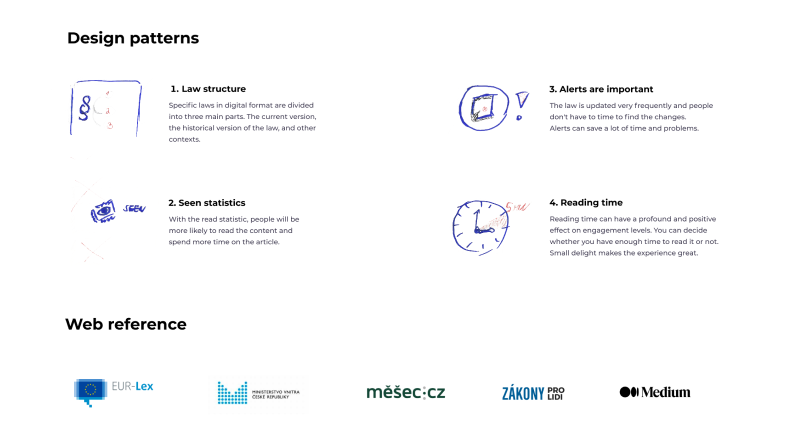 Design patterns
§
1
2
3
1. Law structure
Specific laws in digital format are divided
into three main parts. The current version,
the historical version of the law, and other
contexts.
!
3. Alerts are important
The law is updated very frequently and people
don't have to time to find the changes.
Alerts can save a lot of time and problems.
SEEN
2. Seen statistics
With the read statistic, people will be
more likely to read the content and
spend more time on the article.
4. Reading time
Reading time can have a profound and positive
effect on engagement levels. You can decide
whether you have enough time to read it or not.
Small delight makes the experience great.
Web reference
EUR-Lex
MINISTERSTVO VNITRA
ČESKÉ REPUBLIKY
měšec:cz
ZÁKONY PRO
LIDI
Medium